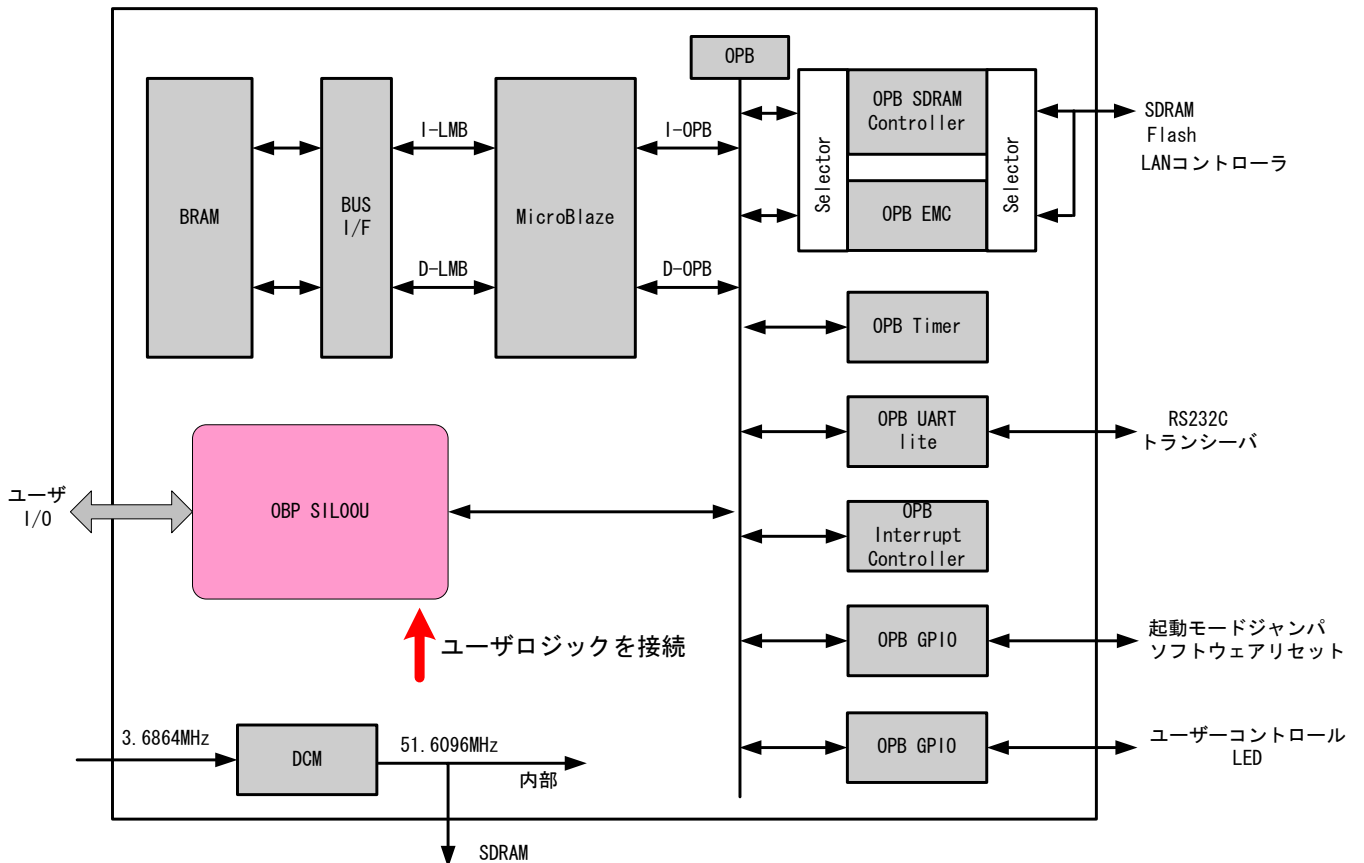 OPB
BRAM
BUS
I/F
I-LMB
D-LMB
MicroBlaze
I-OPB
D-OPB
Selector
OPB SDRAM
Controller
OPB EMC
Selector
SDRAM
Flash
LANコントローラ
OPB Timer
OPB UART
lite
RS232C
トランシーバ
ユーザ
I/O
OBP SIL00U
OPB
Interrupt
Controller
ユーザロジックを接続
OPB GPIO
起動モードジャンパ
ソフトウェアリセット
3.6864MHz
DCM
51.6096MHz
内部
SDRAM
OPB GPIO
ユーザーコントロール
LED